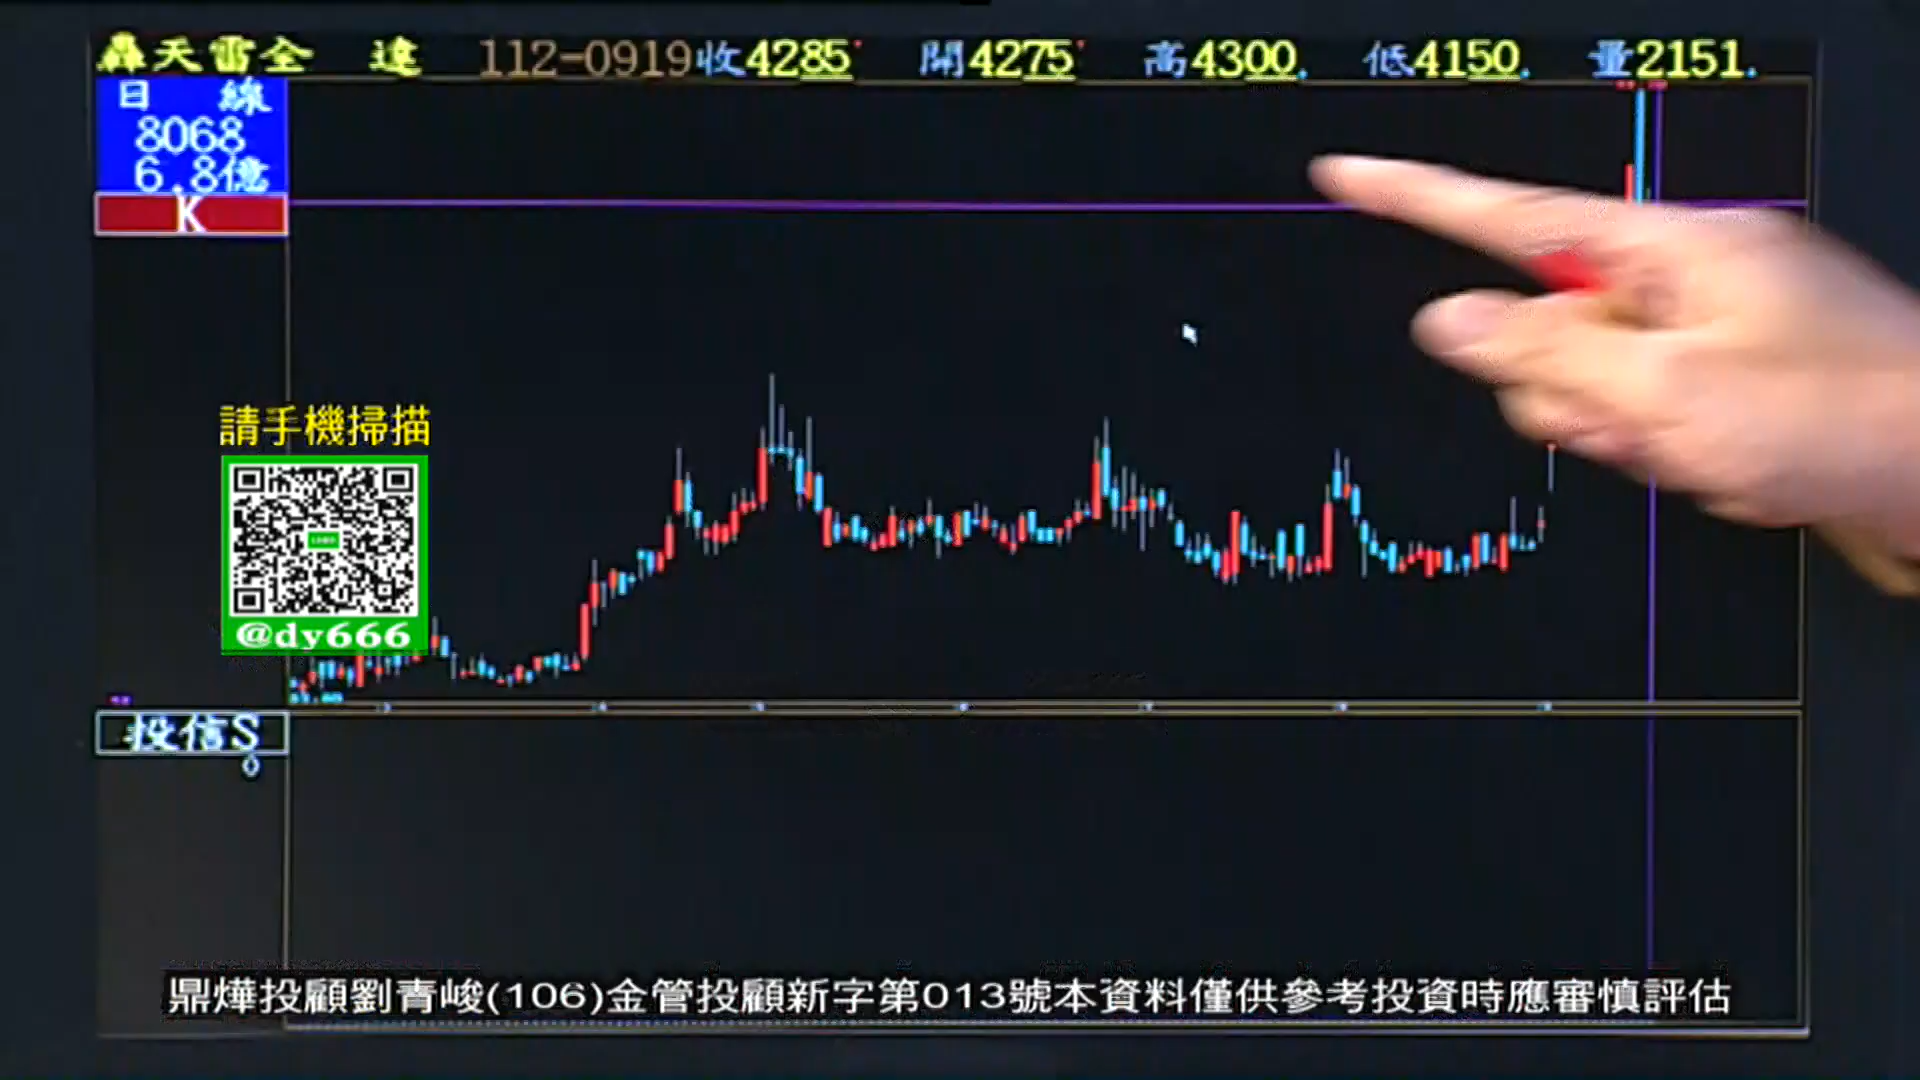 轟天雷全 達 112-0919收4285 開4275 高4300 低4150 量2151
日 線
8068
6.8億
K
請手機掃描
@dy666
投信S
0
鼎燁投顧劉青峻(106)金管投顧新字第013號本資料僅供參考投資時應審慎評估